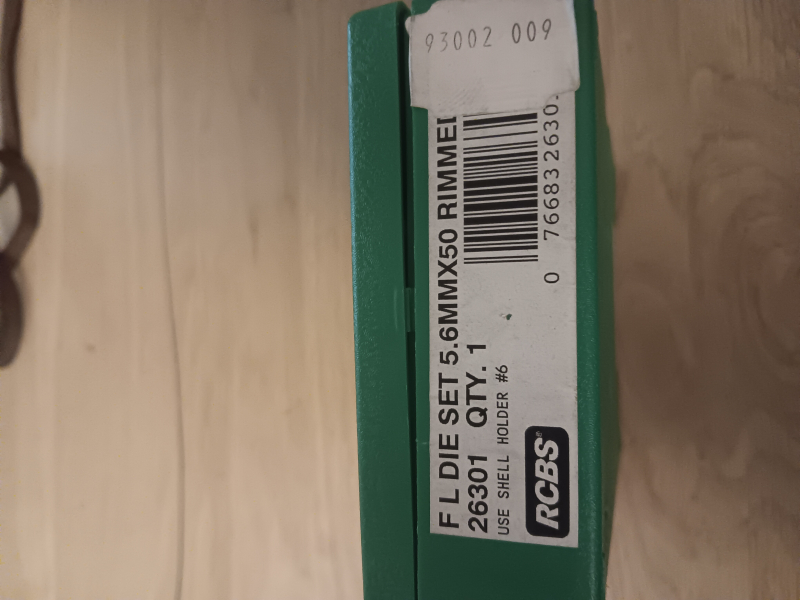 93002 009
F L DIE SET 5.6MMX50 RIMMED
26301 QTY. 1
USE SHELL HOLDER #6
RCBS
0 76683 2630